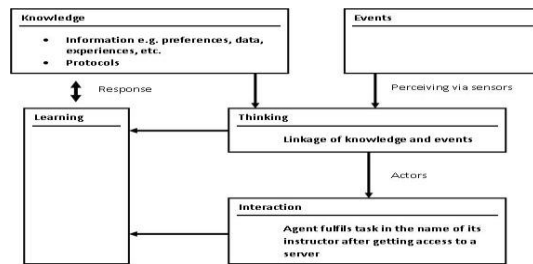 Knowledge
• Information e.g. preferences, data,
experiences, etc.
• Protocols
Events
Response
Perceiving via sensors
Learning
Thinking
Linkage of knowledge and events
Actors
Interaction
Agent fulfils task in the name of its
instructor after getting access to a
server